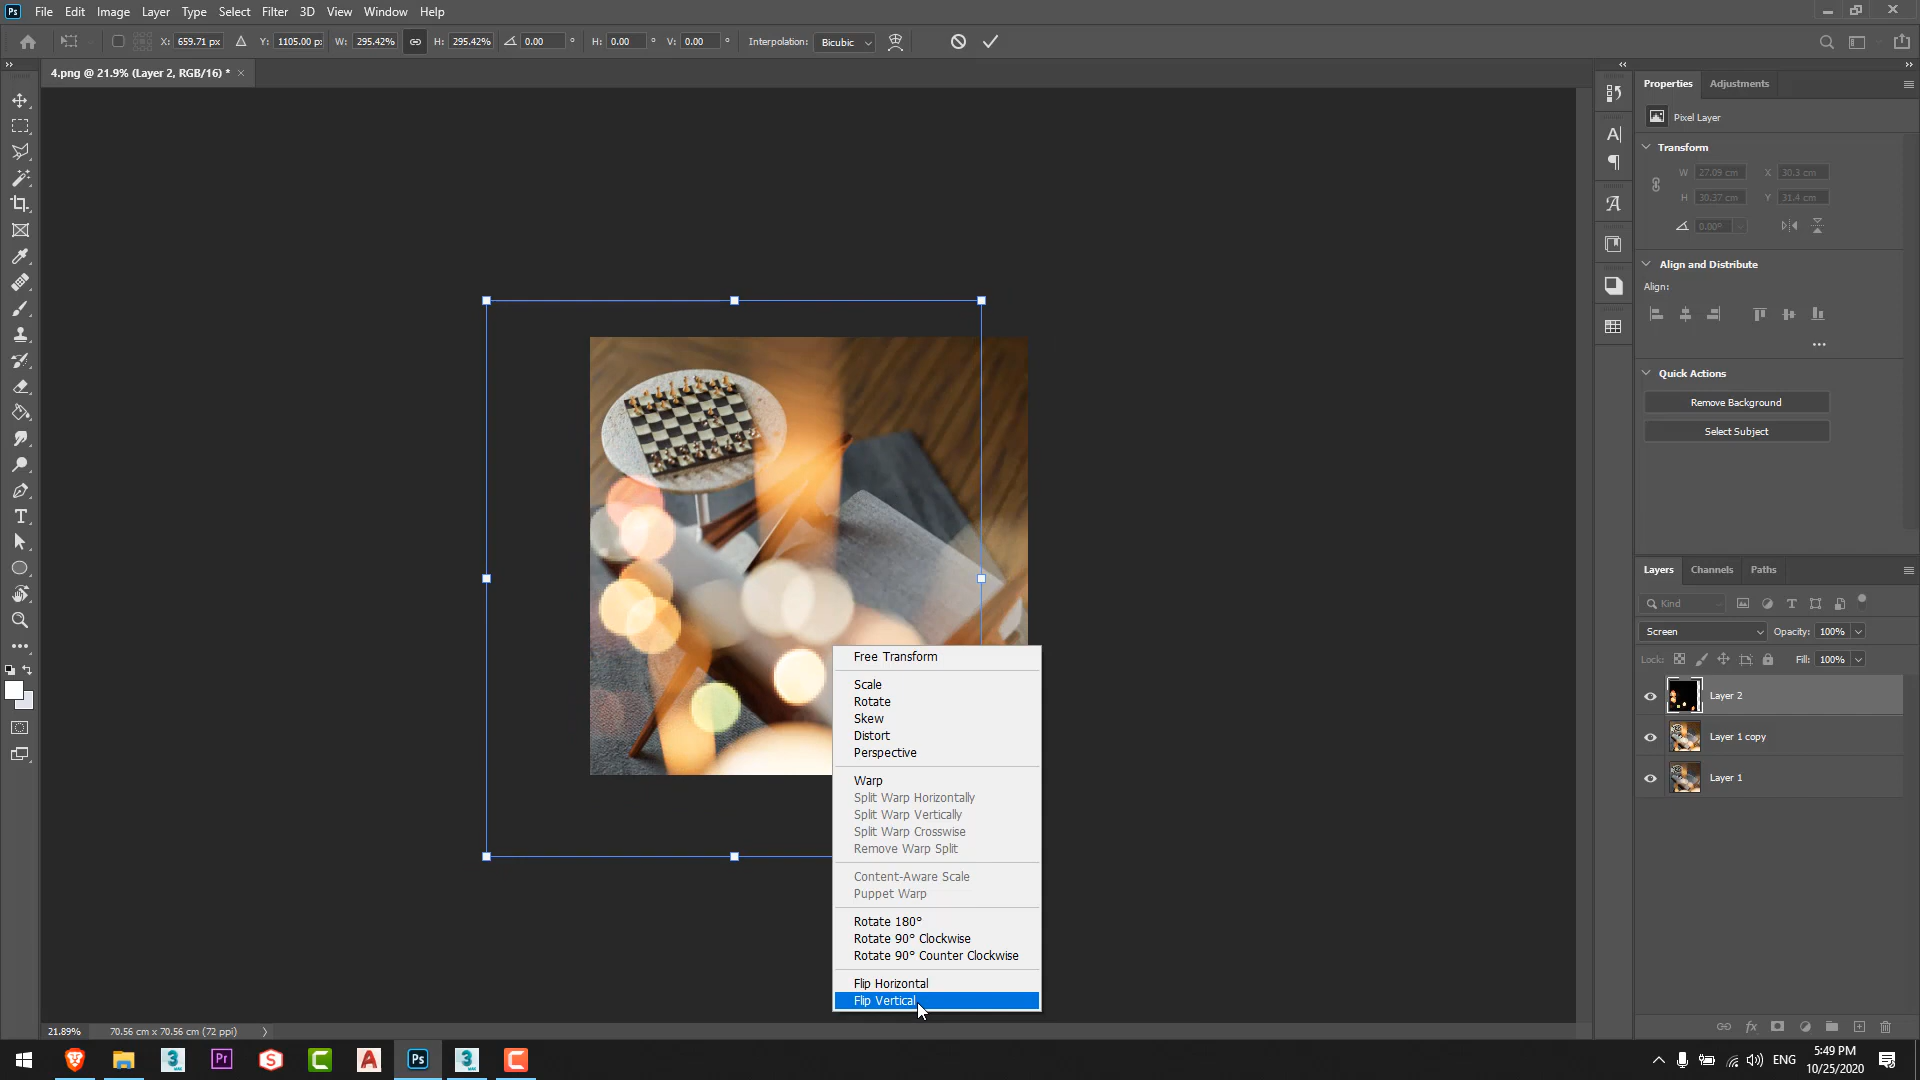 Ps File Edit Image Layer Type Select Filter 3D View Window Help
X: 659.71 px Y: 1105.00 px W: 295.42% H: 295.42% 0.00 ° H: 0.00 ° V: 0.00 ° Interpolation: Bicubic
4.png @ 21.9% (Layer 2, RGB/16) *
Properties Adjustments
Pixel Layer
Transform
W 27.09 cm X 30.3 cm
H 30.37 cm Y 31.4 cm
0.00°
Align and Distribute
Align:
Quick Actions
Remove Background
Select Subject
Layers Channels Paths
Kind
Screen Opacity: 100%
Lock: Fill: 100%
Layer 2
Layer 1 copy
Layer 1
Free Transform
Scale
Rotate
Skew
Distort
Perspective
Warp
Split Warp Horizontally
Split Warp Vertically
Split Warp Crosswise
Remove Warp Split
Content-Aware Scale
Puppet Warp
Rotate 180°
Rotate 90° Clockwise
Rotate 90° Counter Clockwise
Flip Horizontal
Flip Vertical
21.89% 70.56 cm x 70.56 cm (72 ppi)
3 Pr S C A Ps 3 C
ENG 5:49 PM
10/25/2020